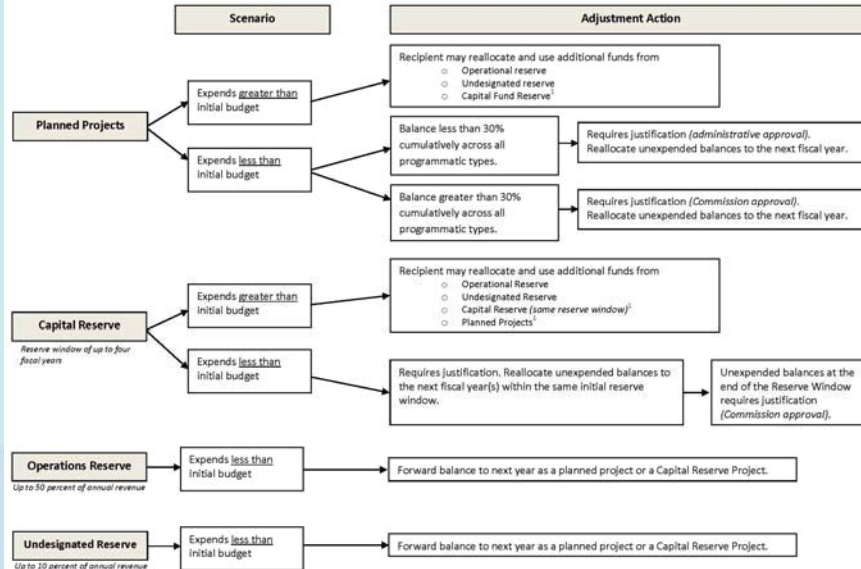 Scenario
Adjustment Action
Planned Projects
Expends greater than
initial budget
Recipient may reallocate and use additional funds from
o Operational reserve
o Undesignated reserve
o Capital Fund Reserve¹
Expends less than
initial budget
Balance less than 30%
cumulatively across all
programmatic types.
Requires justification (administrative approval).
Reallocate unexpended balances to the next fiscal year.
Balance greater than 30%
cumulatively across all
programmatic types.
Requires justification (Commission approval).
Reallocate unexpended balances to the next fiscal year.
Capital Reserve
Reserve window of up to four
fiscal years
Expends greater than
initial budget
Recipient may reallocate and use additional funds from
o Operational Reserve
o Undesignated Reserve
o Capital Reserve (same reserve window)
o Planned Projects¹
Expends less than
initial budget
Requires justification. Reallocate unexpended balances to
the next fiscal year(s) within the same initial reserve
window.
Unexpended balances at the
end of the Reserve Window
requires justification
(Commission approval).
Operations Reserve
Up to 50 percent of annual revenue
Expends less than
initial budget
Forward balance to next year as a planned project or a Capital Reserve Project.
Undesignated Reserve
Up to 10 percent of annual revenue
Expends less than
initial budget
Forward balance to next year as a planned project or a Capital Reserve Project.